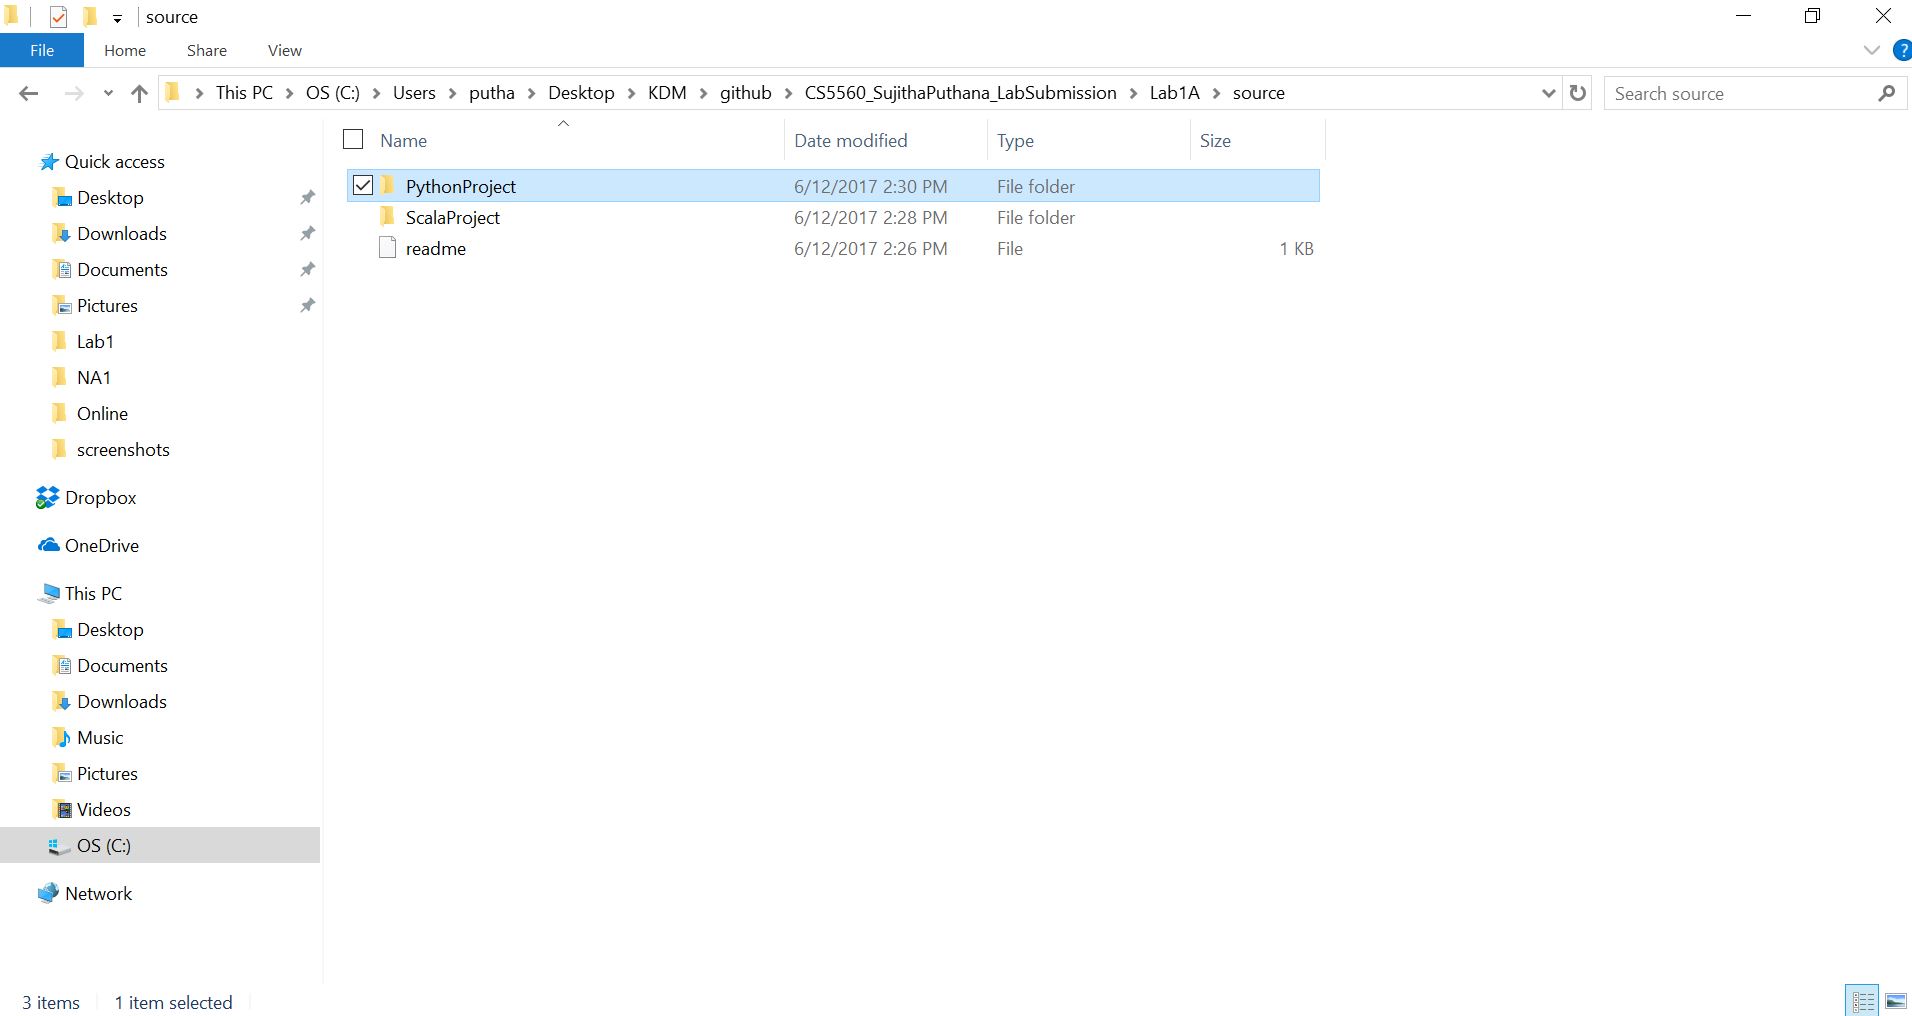 source
File Home Share View
This PC OS (C:) Users putha Desktop KDM github CS5560_SujithaPuthana_LabSubmission Lab1A source Search source
Name Date modified Type Size
PythonProject 6/12/2017 2:30 PM File folder
ScalaProject 6/12/2017 2:28 PM File folder
readme 6/12/2017 2:26 PM File 1 KB
Quick access
Desktop
Downloads
Documents
Pictures
Lab1
NA1
Online
screenshots
Dropbox
OneDrive
This PC
Desktop
Documents
Downloads
Music
Pictures
Videos
OS (C:)
Network
3 items 1 item selected